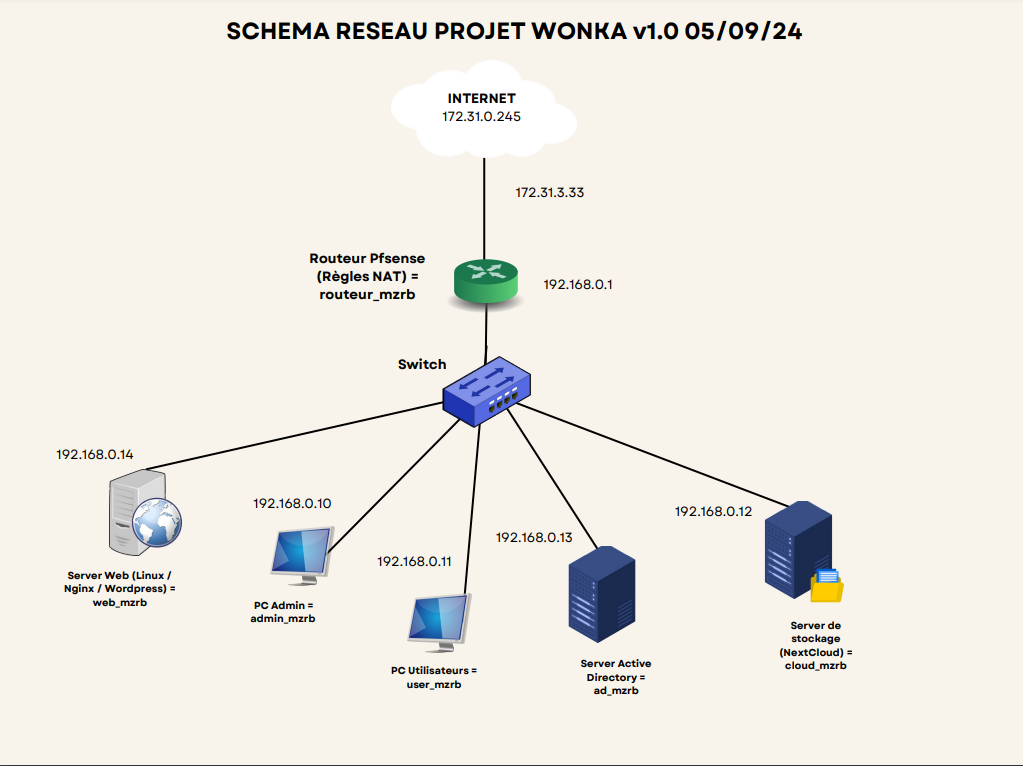 SCHEMA RESEAU PROJET WONKA v1.0 05/09/24
INTERNET
172.31.0.245
172.31.3.33
Routeur Pfsense
(Règles NAT) =
routeur_mzrb
192.168.0.1
Switch
192.168.0.14
Server Web (Linux /
Nginx / Wordpress) =
web_mzrb
192.168.0.10
PC Admin =
admin_mzrb
192.168.0.11
PC Utilisateurs =
user_mzrb
192.168.0.13
Server Active
Directory =
ad_mzrb
192.168.0.12
Server de
stockage
(NextCloud) =
cloud_mzrb